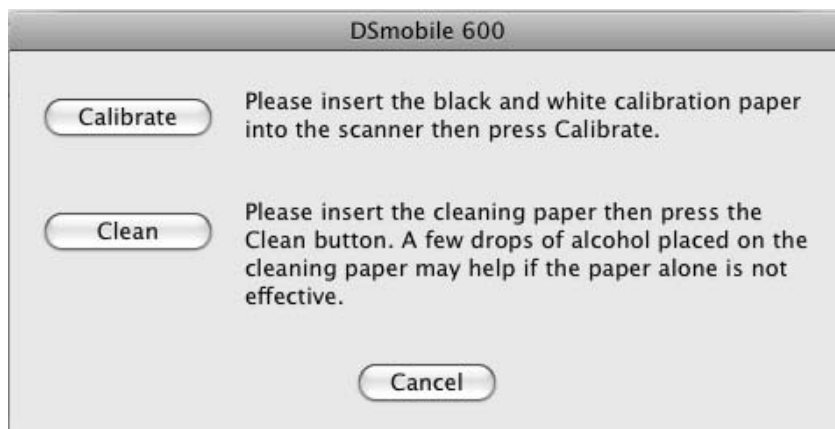 DSmobile 600
Calibrate
Please insert the black and white calibration paper
into the scanner then press Calibrate.
Clean
Please insert the cleaning paper then press the
Clean button. A few drops of alcohol placed on the
cleaning paper may help if the paper alone is not
effective.
Cancel